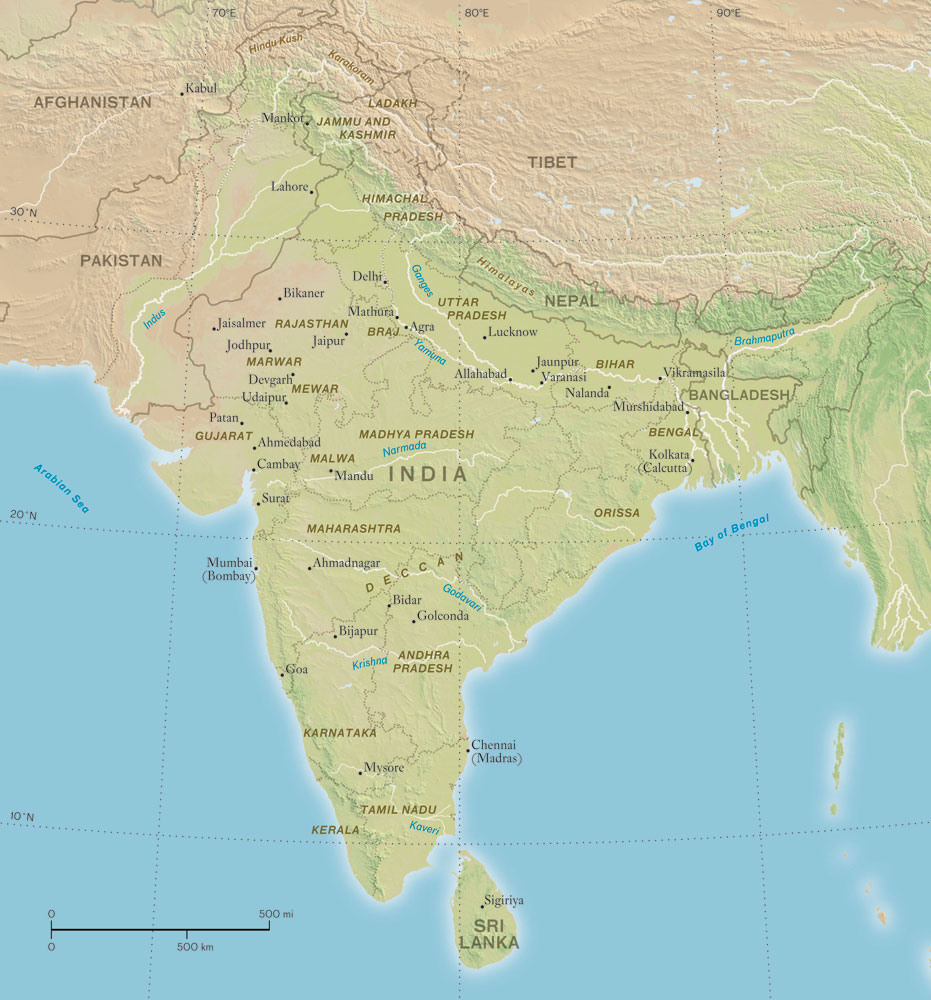 70°E
80°E
90°E
Hindu Kush
Karakoram
Kabul
AFGHANISTAN
LADAKH
Mankot
JAMMU AND
KASHMIR
TIBET
Lahore
HIMACHAL
PRADESH
30°N
PAKISTAN
Himalayas
Delhi
Ganges
Bikaner
UTTAR
PRADESH
NEPAL
Indus
Mathura
Jaisalmer
RAJASTHAN
BRAJ
Agra
Lucknow
Brahmaputra
Jodhpur
Jaipur
Yamuna
MARWAR
Jaunpur
BIHAR
Allahabad
Varanasi
Vikramasila
Devgarh
MEWAR
Nalanda
BANGLADESH
Udaipur
Murshidabad
Patan
GUJARAT
MADHYA PRADESH
BENGAL
Ahmedabad
Narmada
MALWA
Kolkata
(Calcutta)
Cambay
Mandu
INDIA
Arabian Sea
Surat
20°N
ORISSA
MAHARASHTRA
Bay of Bengal
Mumbai
(Bombay)
Ahmadnagar
DECCAN
Godavari
Bidar
Golconda
Bijapur
Krishna
ANDHRA
PRADESH
Goa
KARNATAKA
Chennai
(Madras)
Mysore
TAMIL NADU
10°N
KERALA
Kaveri
Sigiriya
SRI
LANKA
0
500 mi
0
500 km